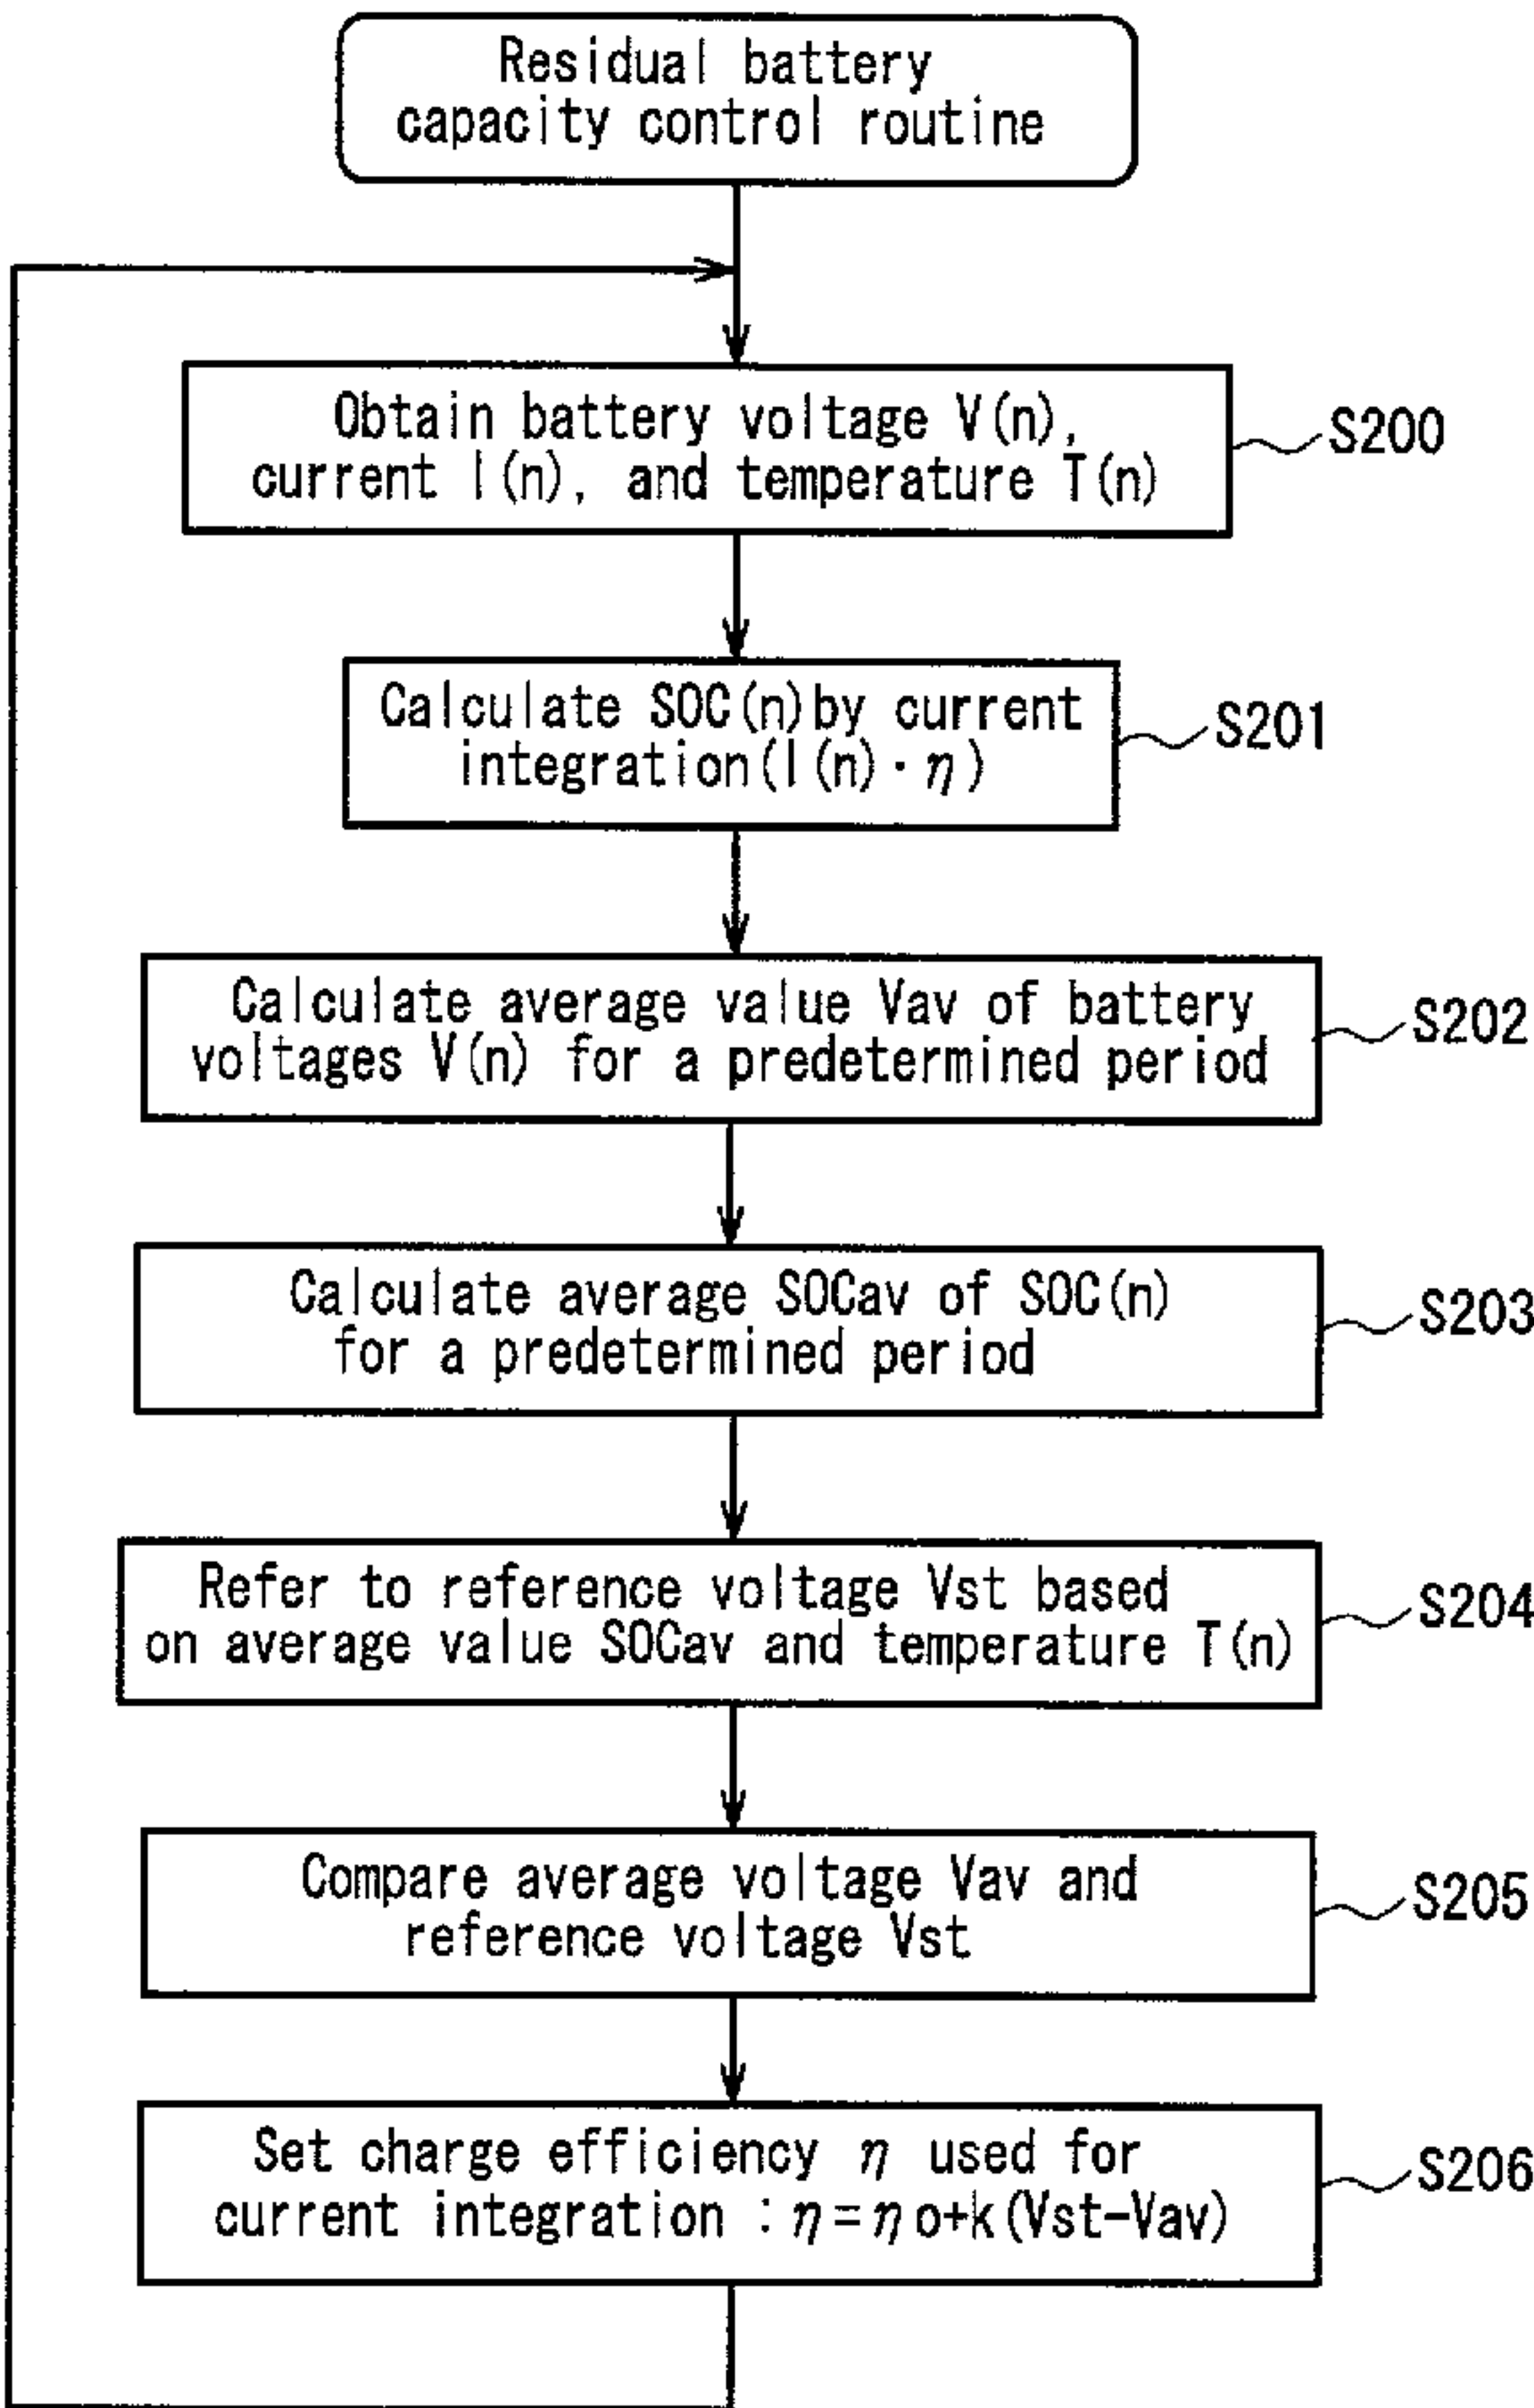 Residual battery
capacity control routine
Obtain battery voltage V(n),
current I(n), and temperature T(n)
S200
Calculate SOC(n)by current
integration(I(n)・η)
S201
Calculate average value Vav of battery
voltages V(n) for a predetermined period
S202
Calculate average SOCav of SOC(n)
for a predetermined period
S203
Refer to reference voltage Vst based
on average value SOCav and temperature T(n)
S204
Compare average voltage Vav and
reference voltage Vst
S205
Set charge efficiency η used for
current integration：η=ηo+k(Vst-Vav)
S206